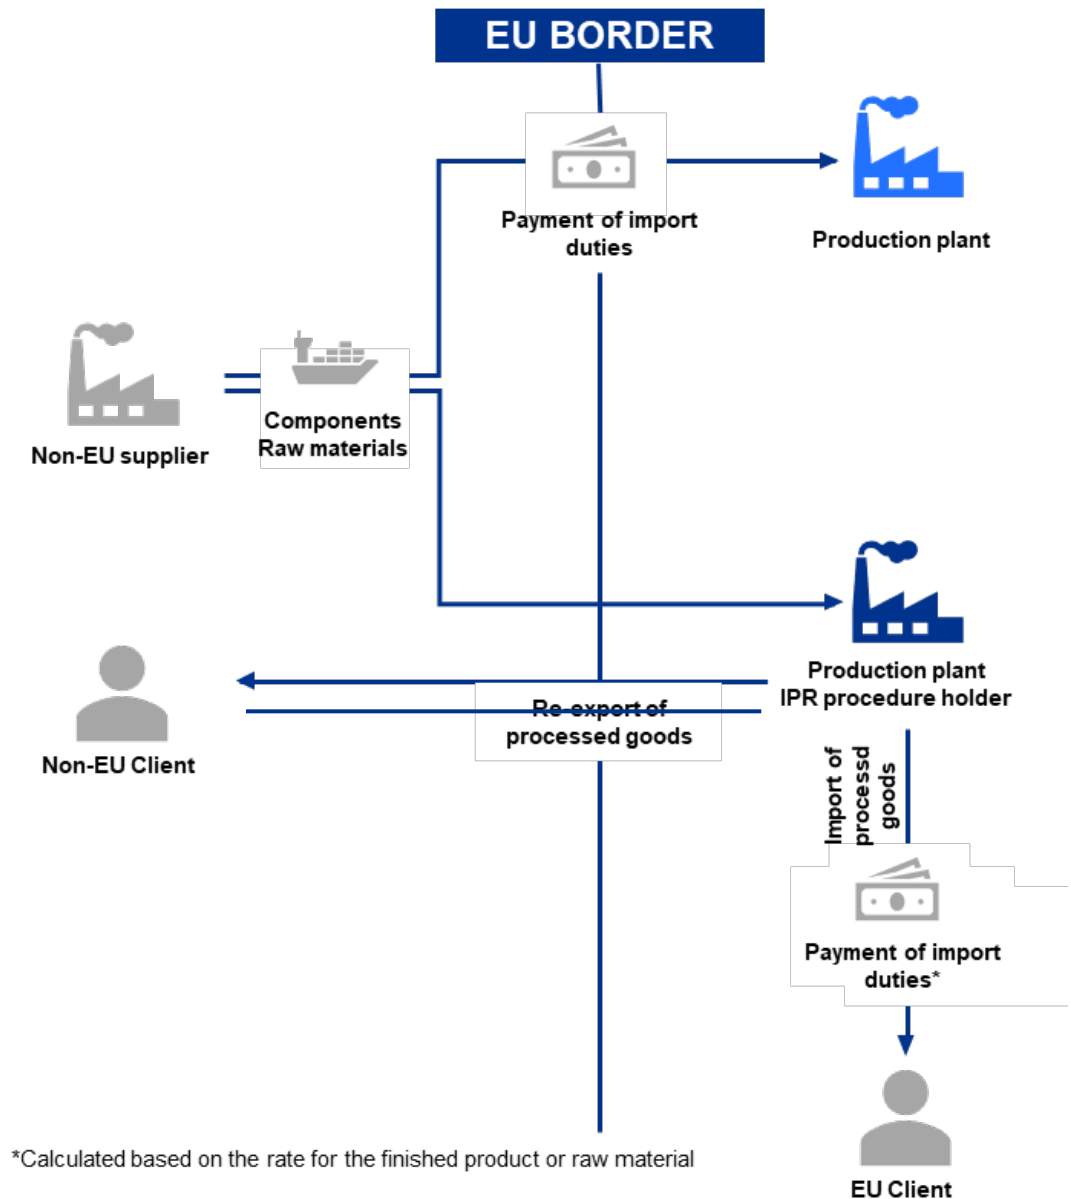 EU BORDER
Payment of import
duties
Production plant
Components
Raw materials
Non-EU supplier
Production plant
IPR procedure holder
Re-export of
processed goods
Non-EU Client
Import of
processd
goods
Payment of import
duties*
*Calculated based on the rate for the finished product or raw material
EU Client